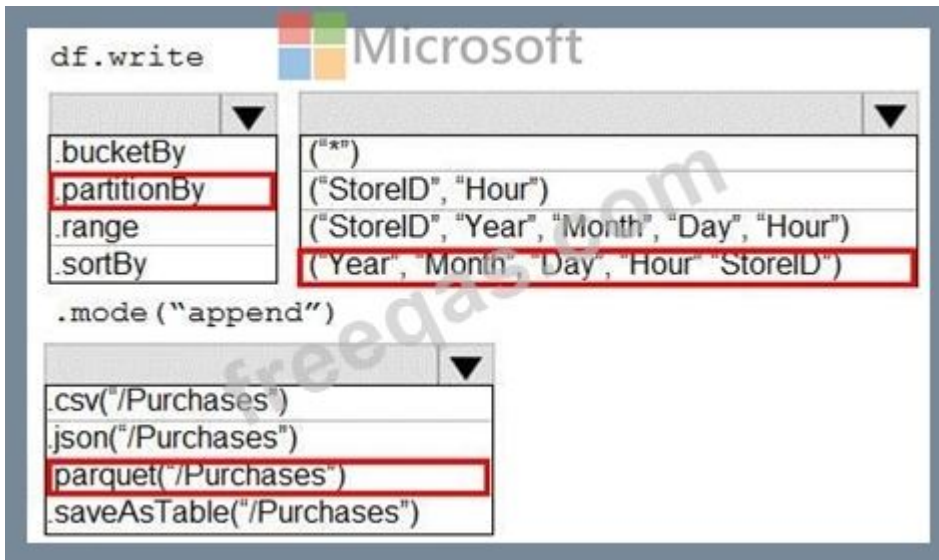 Microsoft
df.write
.bucketBy
.partitionBy
.range
.sortBy
("*")
("StoreID", "Hour")
("StoreID", "Year", "Month", "Day", "Hour")
("Year", "Month", "Day", "Hour" "StoreID")
.mode("append")
.csv("/Purchases")
.json("/Purchases")
parquet("/Purchases")
.saveAsTable("/Purchases")
freeqas.com